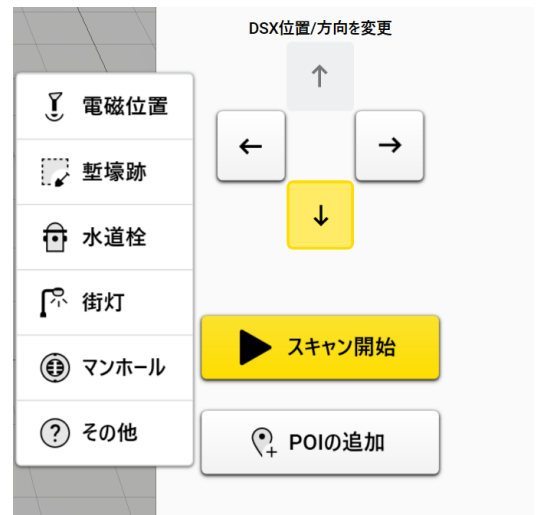 DSX位置/方向を変更
電磁位置
塹壕跡
水道栓
街灯
マンホール
その他
スキャン開始
POIの追加